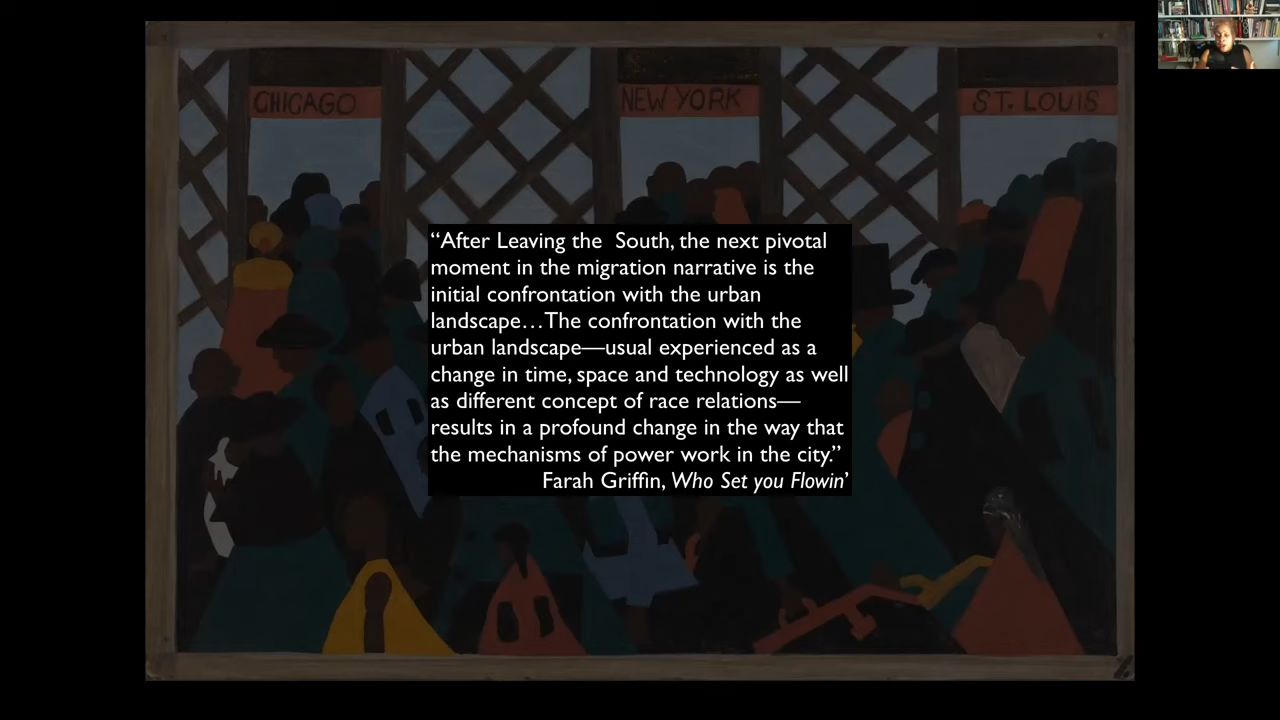 CHICAGO
NEW YORK
ST. LOUIS
“After Leaving the  South, the next pivotal
moment in the migration narrative is the
initial confrontation with the urban
landscape…The confrontation with the
urban landscape—usual experienced as a
change in time, space and technology as well
as different concept of race relations—
results in a profound change in the way that
the mechanisms of power work in the city.”
Farah Griffin, Who Set you Flowin’